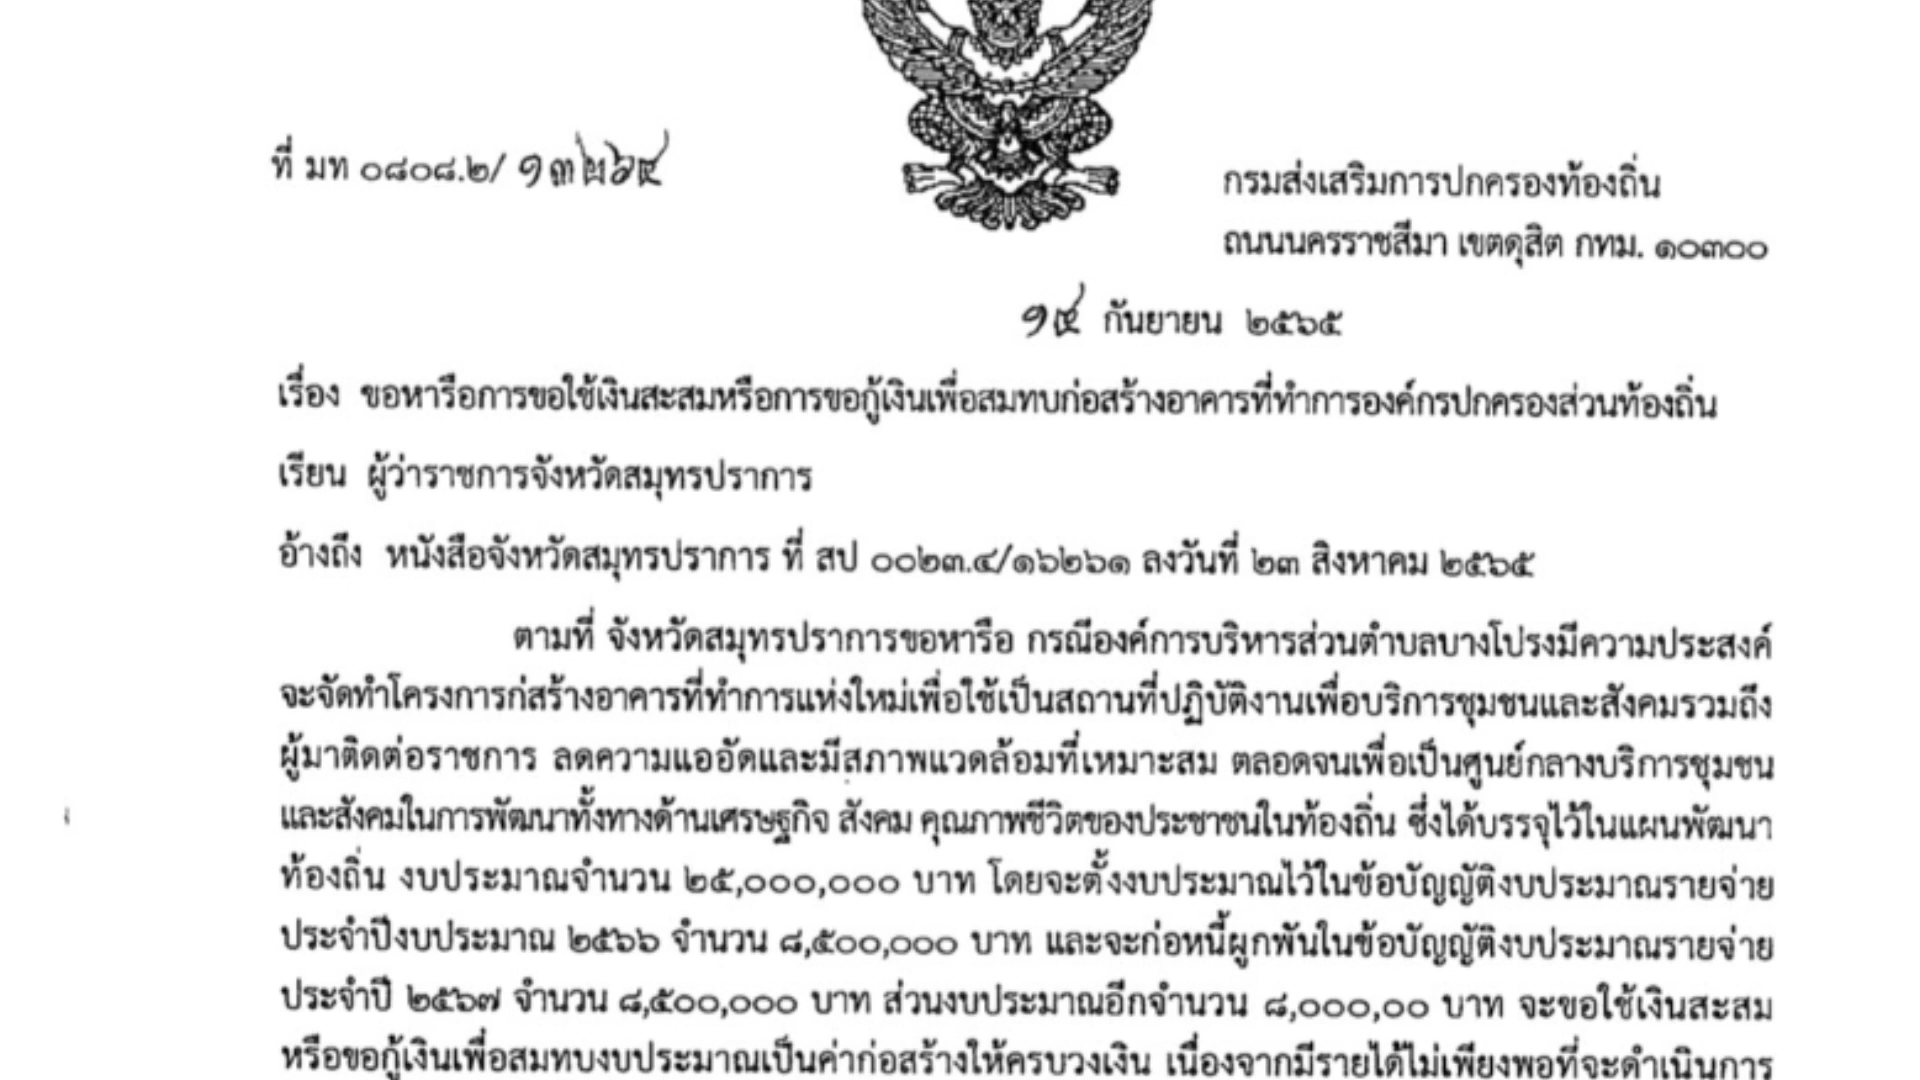 ที่ มท ๐๘๐๘.๒/ ๑๓๒๖๔
กรมส่งเสริมการปกครองท้องถิ่น
ถนนนครราชสีมา เขตดุสิต กทม. ๑๐๓๐๐
๑๔ กันยายน ๒๕๖๕
เรื่อง ขอหารือการขอใช้เงินสะสมหรือการขอกู้เงินเพื่อสมทบก่อสร้างอาคารที่ทำการองค์กรปกครองส่วนท้องถิ่น
เรียน ผู้ว่าราชการจังหวัดสมุทรปราการ
อ้างถึง หนังสือจังหวัดสมุทรปราการ ที่ สป ๐๐๒๓.๔/๑๖๒๖๑ ลงวันที่ ๒๓ สิงหาคม ๒๕๖๕
ตามที่ จังหวัดสมุทรปราการขอหารือ กรณีองค์การบริหารส่วนตำบลบางโปรงมีความประสงค์
จะจัดทำโครงการก่สร้างอาคารที่ทำการแห่งใหม่เพื่อใช้เป็นสถานที่ปฏิบัติงานเพื่อบริการชุมชนและสังคมรวมถึง
ผู้มาติดต่อราชการ ลดความแออัดและมีสภาพแวดล้อมที่เหมาะสม ตลอดจนเพื่อเป็นศูนย์กลางบริการชุมชน
และสังคมในการพัฒนาทั้งทางด้านเศรษฐกิจ สังคม คุณภาพชีวิตของประชาชนในท้องถิ่น ซึ่งได้บรรจุไว้ในแผนพัฒนา
ท้องถิ่น งบประมาณจำนวน ๒๕,๐๐๐,๐๐๐ บาท โดยจะตั้งงบประมาณไว้ในข้อบัญญัติงบประมาณรายจ่าย
ประจำปีงบประมาณ ๒๕๖๖ จำนวน ๘,๕๐๐,๐๐๐ บาท และจะก่อหนี้ผูกพันในข้อบัญญัติงบประมาณรายจ่าย
ประจำปี ๒๕๖๗ จำนวน ๘,๕๐๐,๐๐๐ บาท ส่วนงบประมาณอีกจำนวน ๘,๐๐๐,๐๐ บาท จะขอใช้เงินสะสม
หรือขอกู้เงินเพื่อสมทบงบประมาณเป็นค่าก่อสร้างให้ครบวงเงิน เนื่องจากมีรายได้ไม่เพียงพอที่จะดำเนินการ